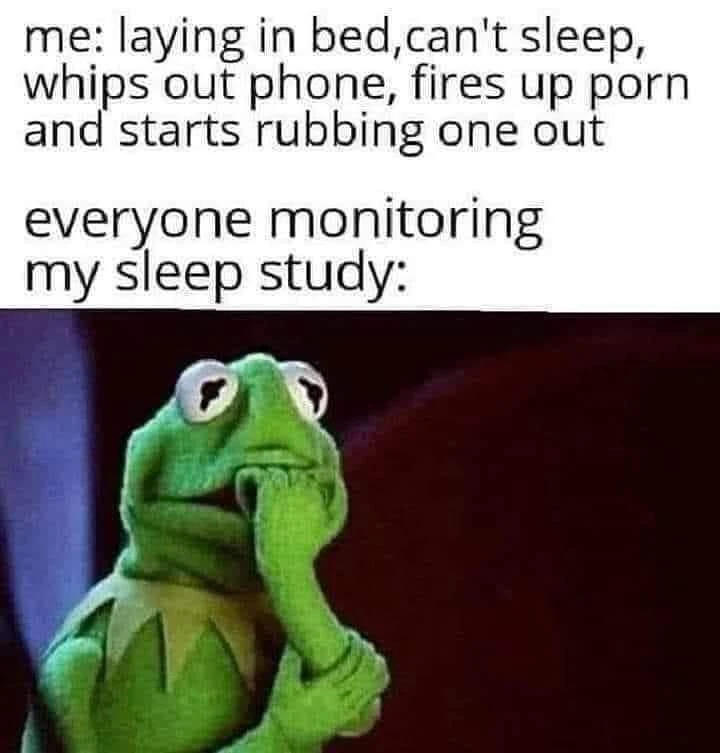 me: laying in bed,can't sleep,
whips out phone, fires up porn
and starts rubbing one out
everyone monitoring
my sleep study: